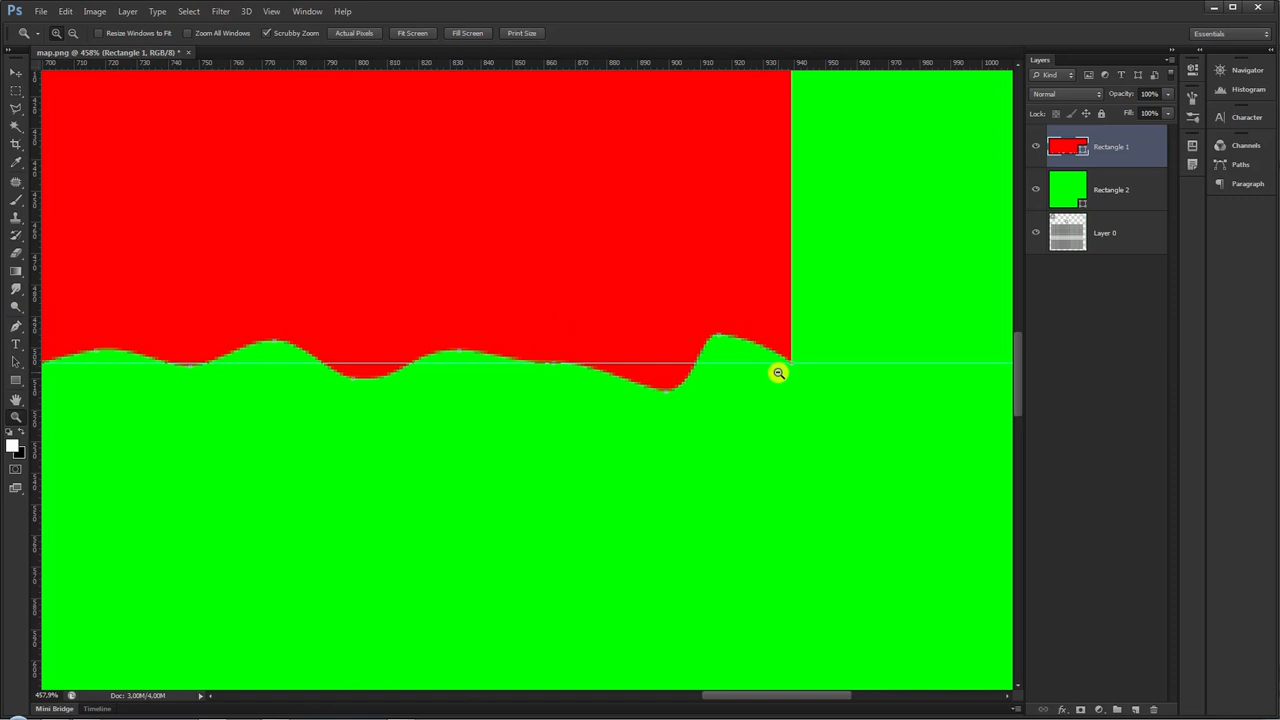 Ps File Edit Image Layer Type Select Filter 3D View Window Help
Resize Windows to Fit Zoom All Windows Scrubby Zoom Actual Pixels Fit Screen Fill Screen Print Size Essentials
map.png @ 458% (Rectangle 1, RGB/8) * ×
700 710 720 730 740 750 760 770 780 790 800 810 820 830 840 850 860 870 880 890 900 910 920 930 940 950 960 970 980 990 1000
Layers
Kind
Normal Opacity: 100%
Lock: Fill: 100%
Rectangle 1
Rectangle 2
Layer 0
Navigator
Histogram
Character
Channels
Paths
Paragraph
457,9% Doc: 3,00M/4,00M
Mini Bridge Timeline